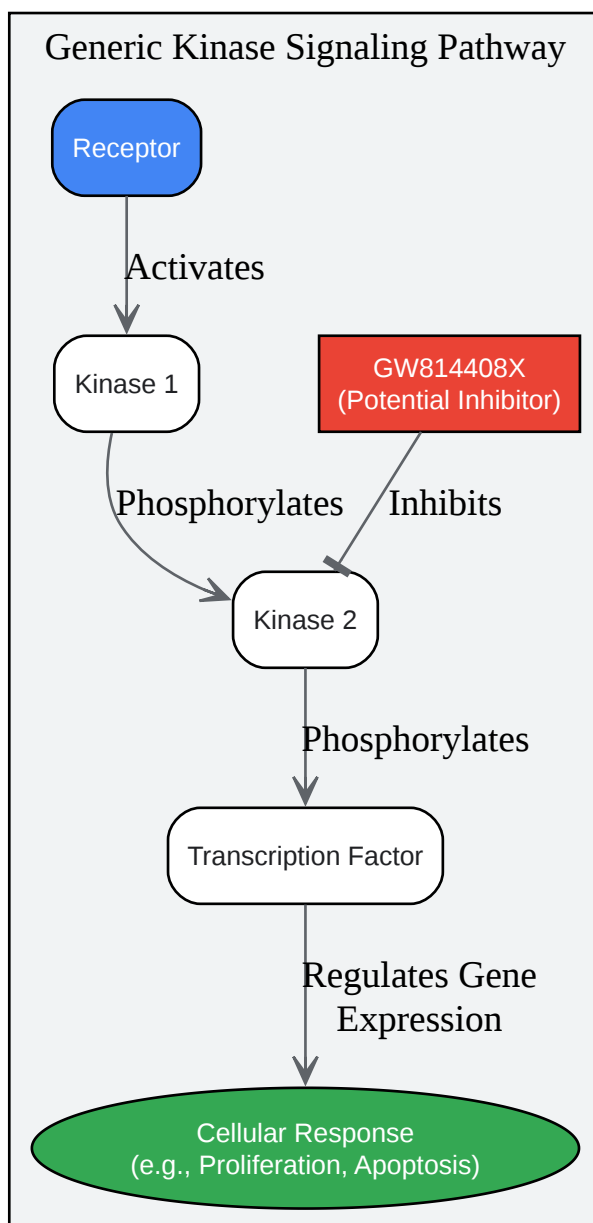 Generic Kinase Signaling Pathway
Receptor
Activates
Kinase 1
GW814408X
(Potential Inhibitor)
Phosphorylates
Inhibits
Kinase 2
Phosphorylates
Transcription Factor
Regulates Gene
Expression
Cellular Response
(e.g., Proliferation, Apoptosis)